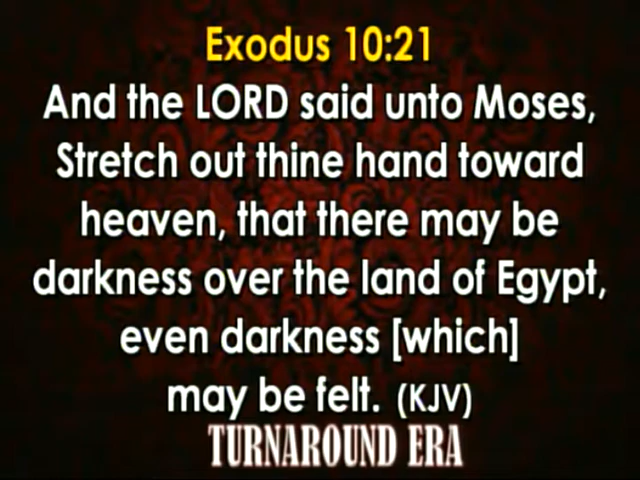 Exodus 10:21
And the LORD said unto Moses,
Stretch out thine hand toward
heaven, that there may be
darkness over the land of Egypt,
even darkness [which]
may be felt. (KJV)
TURNAROUND ERA